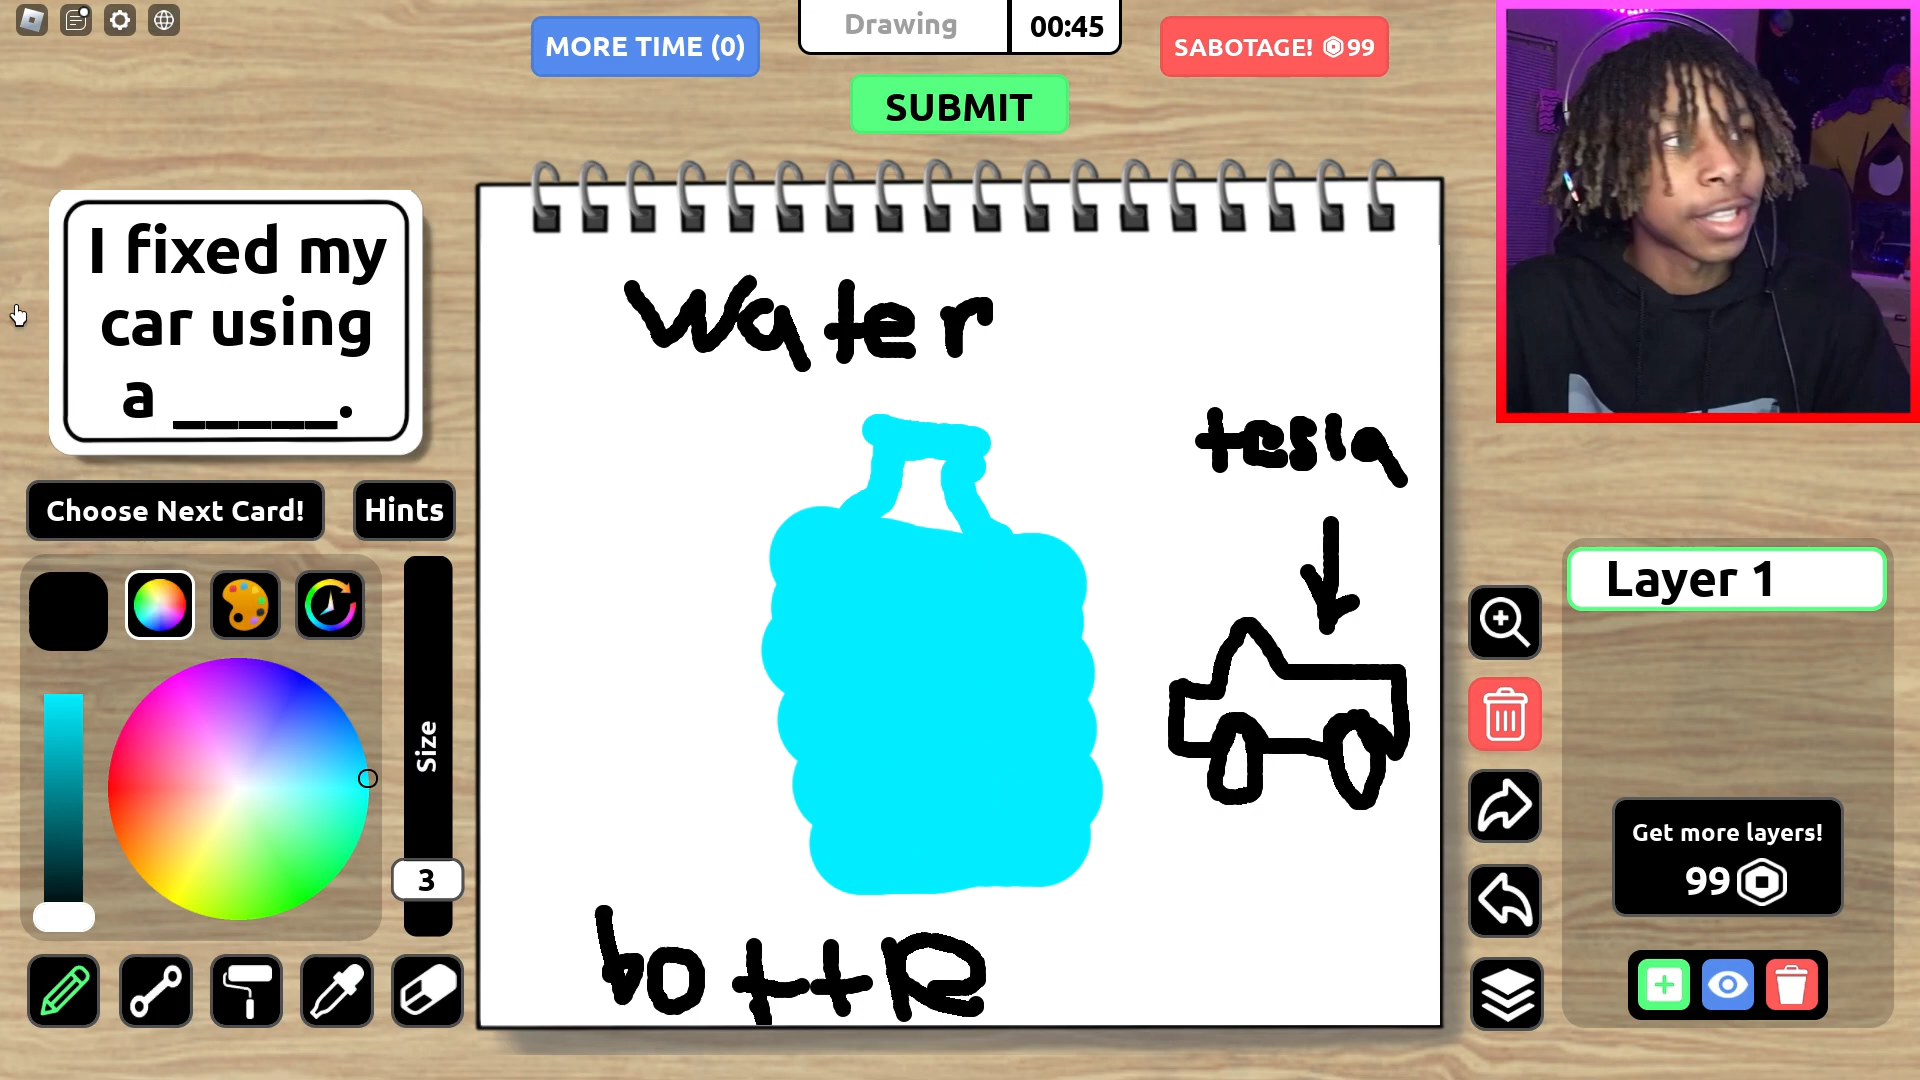 MORE TIME (0)
Drawing
00:45
SABOTAGE! 99
SUBMIT
I fixed my
car using
a ______.
Choose Next Card!
Hints
Size
3
water
tesla
bottle
Layer 1
Get more layers!
99